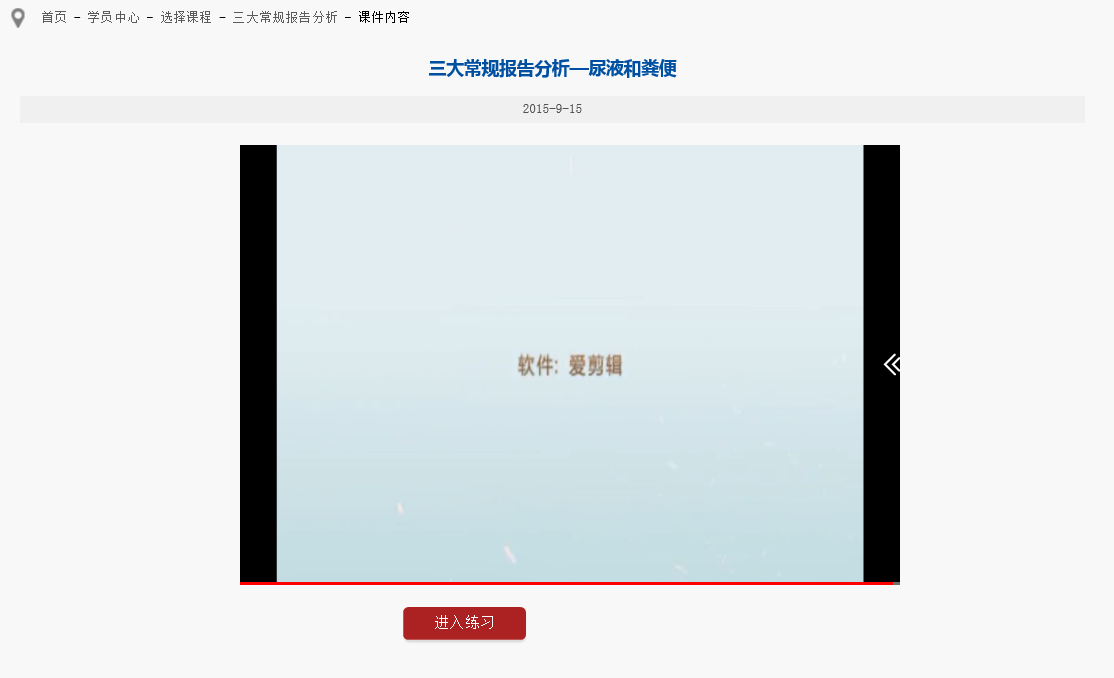 首页 - 学员中心 - 选择课程 - 三大常规报告分析 - 课件内容
三大常规报告分析—尿液和粪便
2015-9-15
软件: 爱剪辑
进入练习